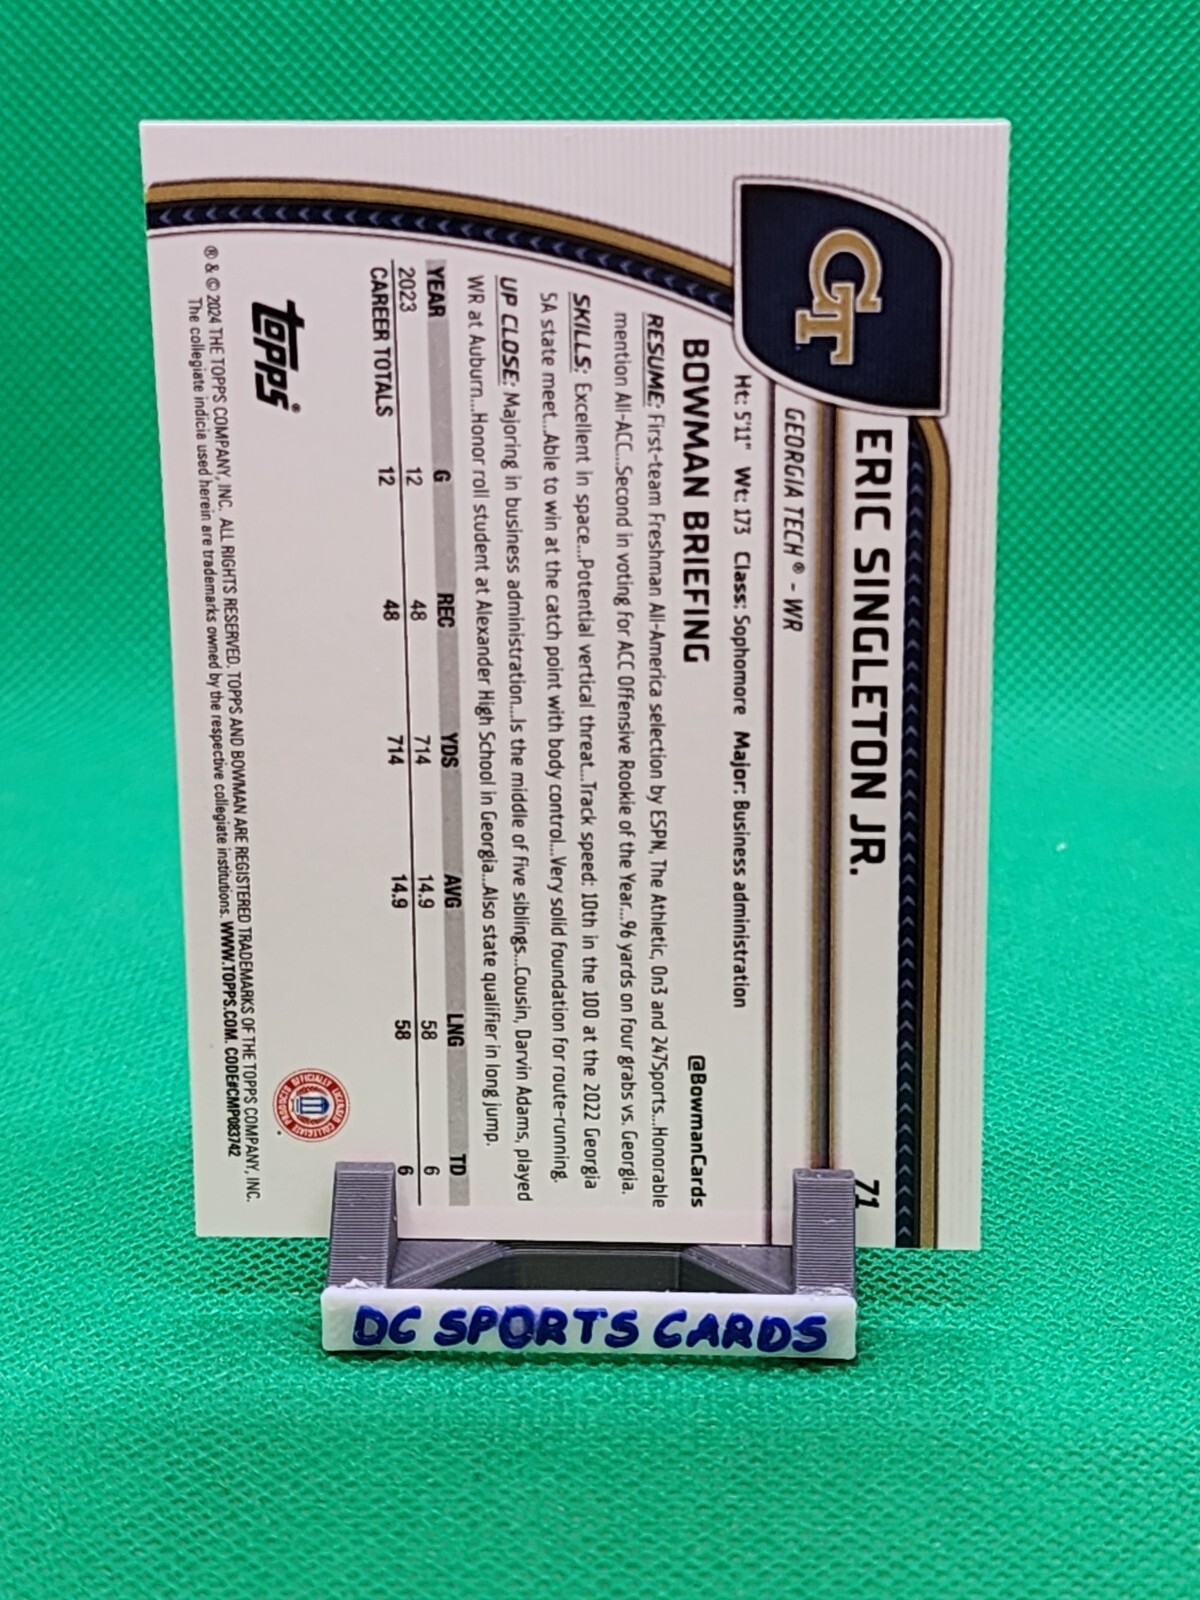 GT
ERIC SINGLETON JR.
71
GEORGIA TECH® - WR
Ht: 5'11" Wt: 173 Class: Sophomore Major: Business administration
BOWMAN BRIEFING
@BowmanCards
RESUME: First-team Freshman All-America selection by ESPN, The Athletic, On3 and 247Sports...Honorable
mention All-ACC...Second in voting for ACC Offensive Rookie of the Year...96 yards on four grabs vs. Georgia.
SKILLS: Excellent in space...Potential vertical threat...Track speed: 10th in the 100 at the 2022 Georgia
SA state meet...Able to win at the catch point with body control...Very solid foundation for route-running.
UP CLOSE: Majoring in business administration...Is the middle of five siblings...Cousin, Darvin Adams, played
WR at Auburn...Honor roll student at Alexander High School in Georgia...Also state qualifier in long jump.
YEAR G REC YDS AVG LNG TD
2023 12 48 714 14.9 58 6
CAREER TOTALS 12 48 714 14.9 58 6
topps®
OFFICIALLY LICENSED COLLEGIATE PRODUCTS
® & © 2024 THE TOPPS COMPANY, INC. ALL RIGHTS RESERVED. TOPPS AND BOWMAN ARE REGISTERED TRADEMARKS OF THE TOPPS COMPANY, INC.
The collegiate indicia used herein are trademarks owned by the respective collegiate institutions. WWW.TOPPS.COM. CODE#CMP083742
DC SPORTS CARDS